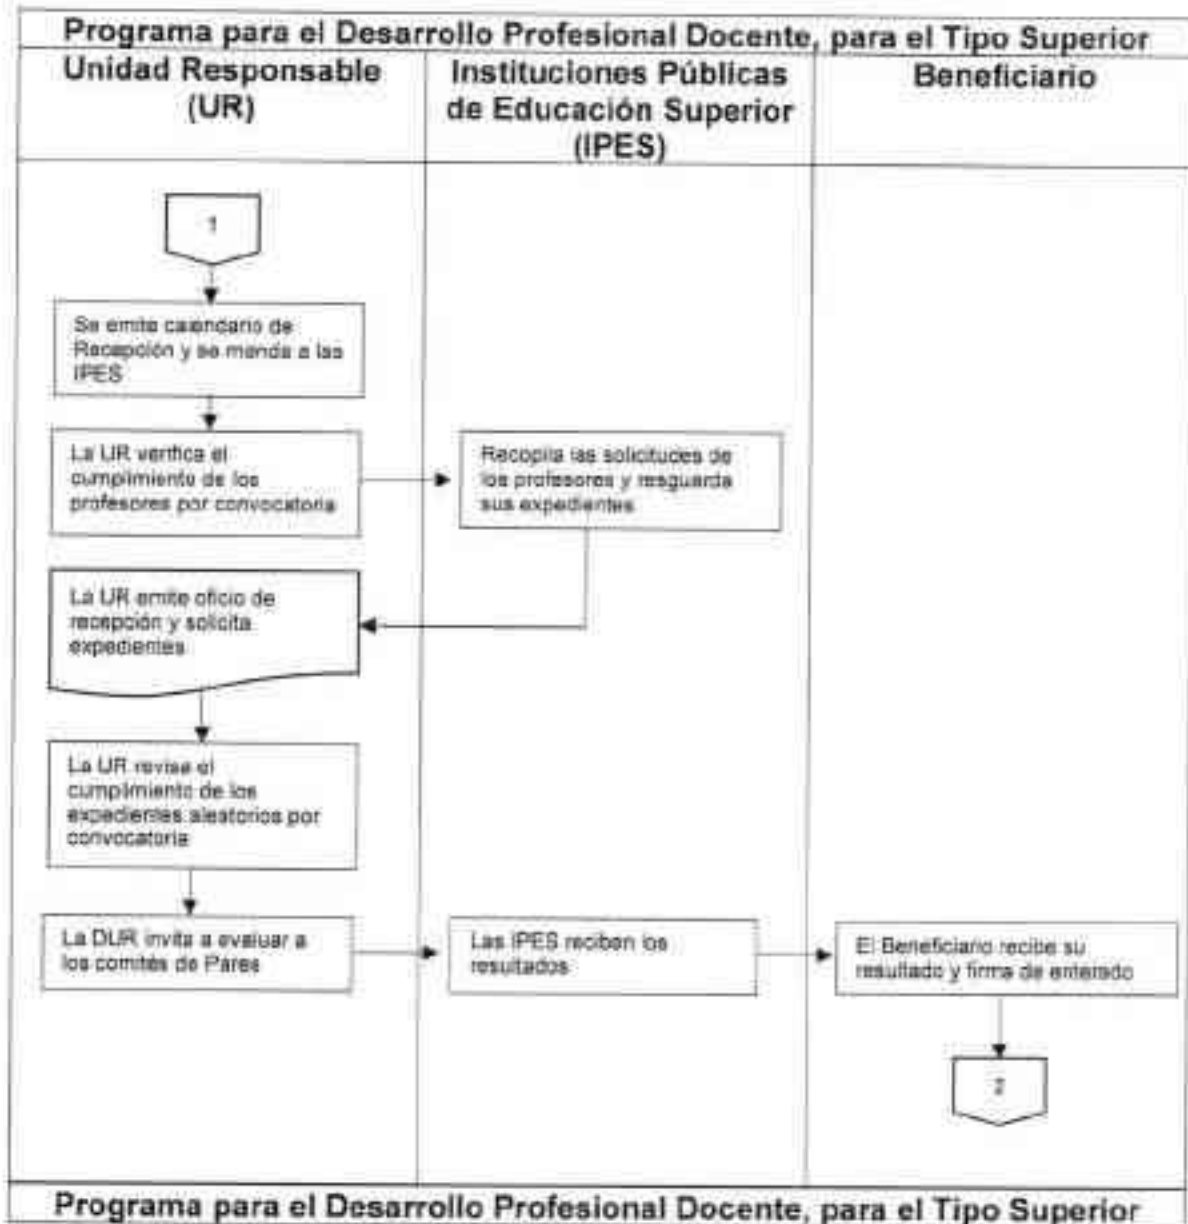 Programa para el Desarrollo Profesional Docente, para el Tipo Superior
Unidad Responsable
(UR)
Instituciones Públicas
de Educación Superior
(IPES)
Beneficiario
1
Se emite calendario de
Recepción y se manda a las
IPES
La UR verifica el
cumplimiento de los
profesores por convocatoria
Recopila las solicitudes de
los profesores y resguarda
sus expedientes
La UR emite oficio de
recepción y solicita
expedientes
La UR revisa el
cumplimiento de los
expedientes aleatorios por
convocatoria
La DUR invita a evaluar a
los comités de Pares
Las IPES reciben los
resultados
El Beneficiario recibe su
resultado y firma de enterado
2
Programa para el Desarrollo Profesional Docente, para el Tipo Superior